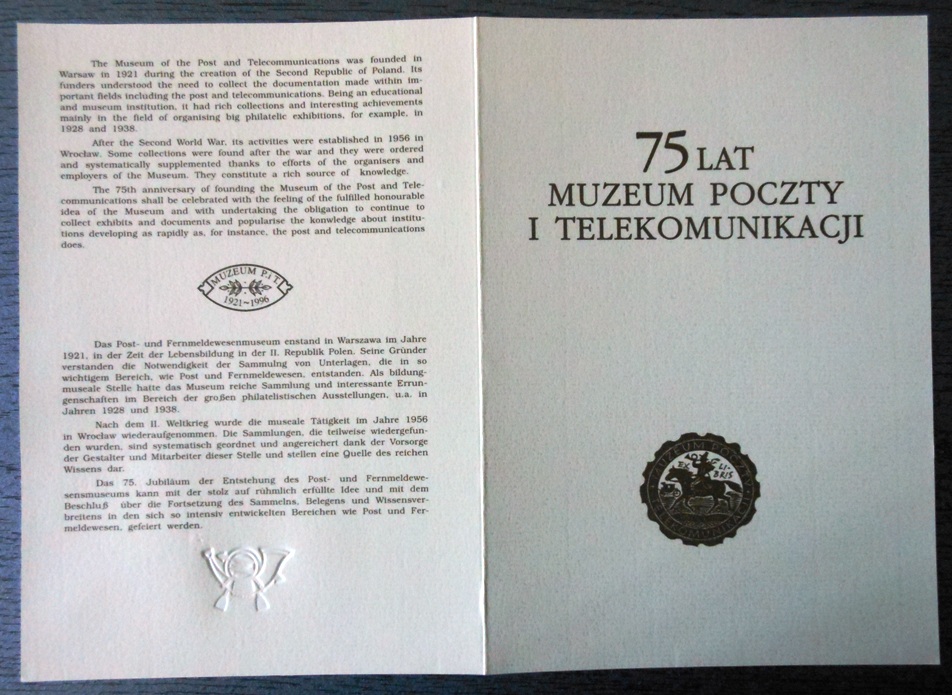 The Museum of the Post and Telecommunications was founded in
Warsaw in 1921 during the creation of the Second Republic of Poland. Its
funders understood the need to collect the documentation made within im-
portant fields including the post and telecommunications. Being an educational
and museum institution, it had rich collections and interesting achievements
mainly in the field of organising big philatelic exhibitions, for example, in
1928 and 1938.
After the Second World War, its activities were established in 1956 in
Wrocław. Some collections were found after the war and they were ordered
and systematically supplemented thanks to efforts of the organisers and
employers of the Museum. They constitute a rich source of knowledge.
The 75th anniversary of founding the Museum of the Post and Tele-
communications shall be celebrated with the feeling of the fulfilled honourable
idea of the Museum and with undertaking the obligation to continue to
collect exhibits and documents and popularise the konwledge about institu-
tions developing as rapidly as, for instance, the post and telecommunications
does.
MUZEUM P. i T.
1921~1996
Das Post- und Fernmeldewesenmuseum enstand in Warszawa im Jahre
1921, in der Zeit der Lebensbildung in der II. Republik Polen. Seine Gründer
verstanden die Notwendigkeit der Sammulng von Unterlagen, die in so
wichtigem Bereich, wie Post und Fernmeldewesen, entstanden. Als bildung-
museale Stelle hatte das Museum reiche Sammlung und interessante Errun-
genschaften im Bereich der großen philatelistischen Ausstellungen, u.a. in
Jahren 1928 und 1938.
Nach dem II. Weltkrieg wurde die museale Tätigkeit im Jahre 1956
in Wrocław wiederaufgenommen. Die Sammlungen, die teilweise wiedergefun-
den wurden, sind systematisch geordnet und angereichert dank der Vorsorge
der Gestalter und Mitarbeiter dieser Stelle und stellen eine Quelle des reichen
Wissens dar.
Das 75. Jubiläum der Entstehung des Post- und Fernmeldewe-
sensmuseums kann mit der stolz auf rühmlich erfüllte Idee und mit dem
Beschluß über die Fortsetzung des Sammelns, Belegens und Wissensver-
breitens in den sich so intensiv entwickelten Bereichen wie Post und Fer-
meldewesen, gefeiert werden.
75 LAT
MUZEUM POCZTY
I TELEKOMUNIKACJI
MUZEUM POCZTY
I TELEKOMUNIKACJI
EX LI-
BRIS